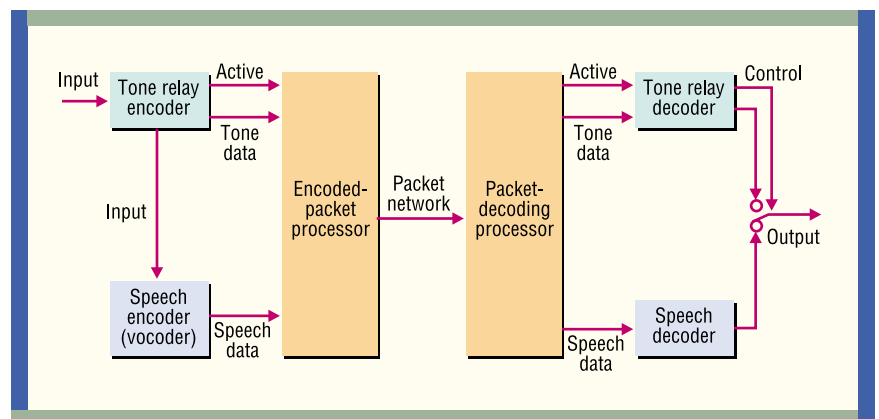 Input
Tone relay
encoder
Active
Tone
data
Input
Speech
encoder
(vocoder)
Speech
data
Encoded-
packet
processor
Packet
network
Packet-
decoding
processor
Active
Tone
data
Tone relay
decoder
Control
Speech
data
Speech
decoder
Output